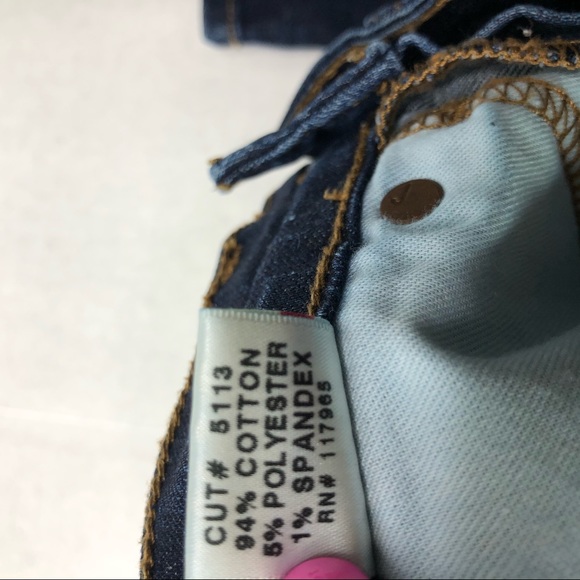 CUT# 5113
94% COTTON
5% POLYESTER
1% SPANDEX
RN# 117965